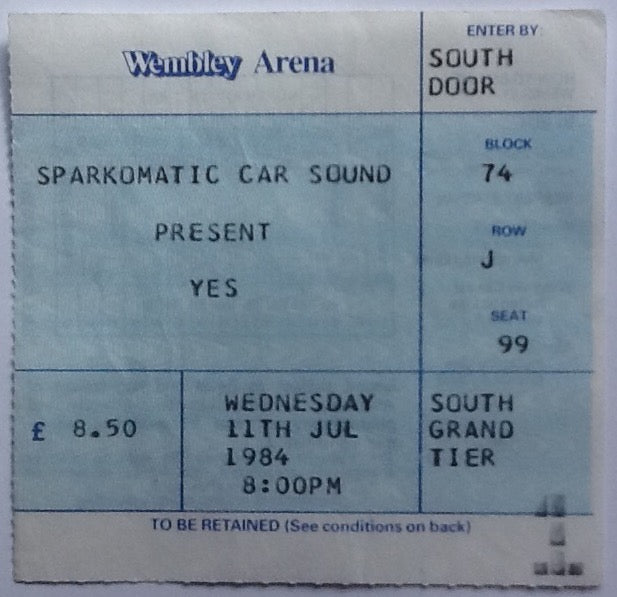 Wembley Arena
ENTER BY
SOUTH
DOOR
SPARKOMATIC CAR SOUND
PRESENT
YES
BLOCK
74
ROW
J
SEAT
99
£ 8.50
WEDNESDAY
11TH JUL
1984
8:00PM
SOUTH
GRAND
TIER
TO BE RETAINED (See conditions on back)